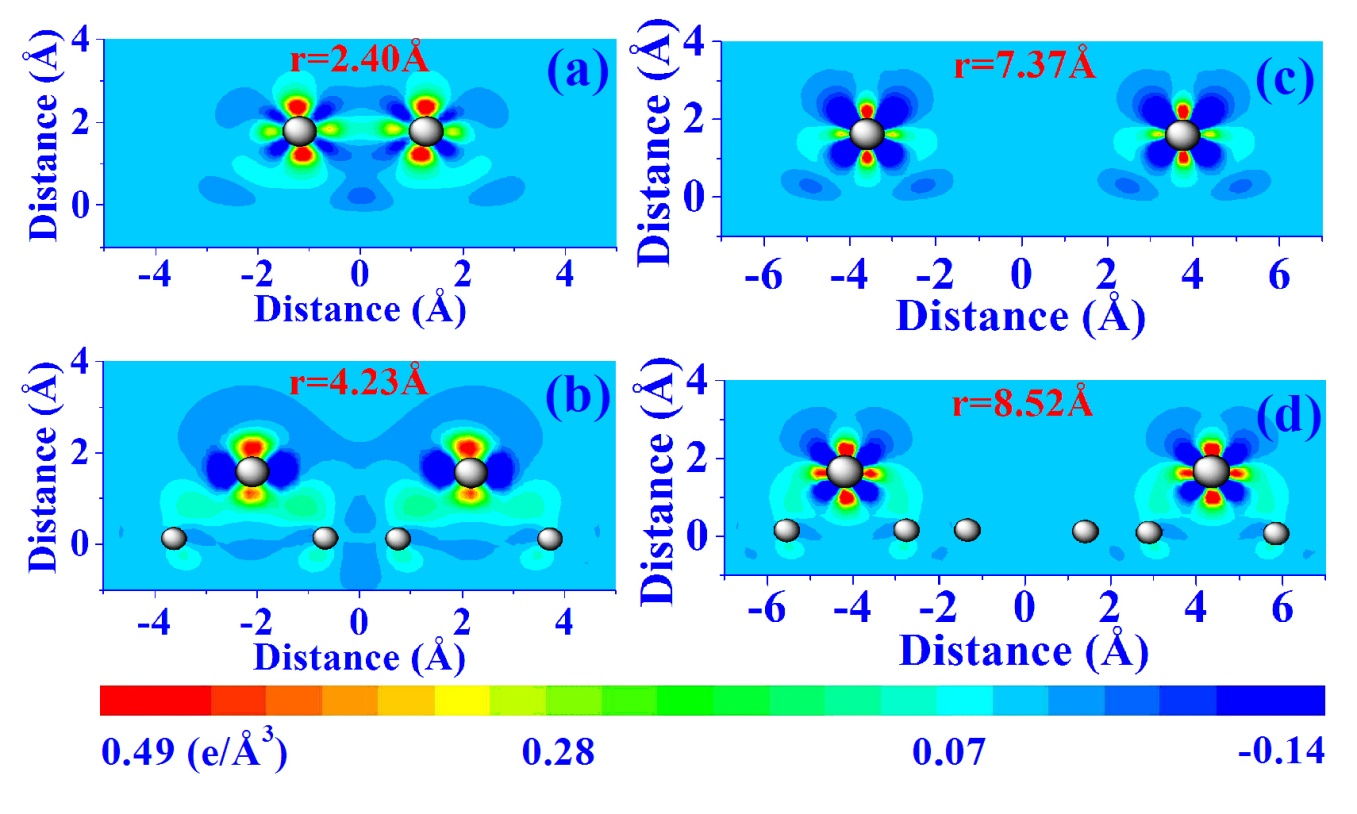 r=2.40Å
(a)
Distance (Å)
4
2
0
-4 -2 0 2 4
Distance (Å)
r=7.37Å
(c)
Distance (Å)
4
2
0
-6 -4 -2 0 2 4 6
Distance (Å)
r=4.23Å
(b)
Distance (Å)
4
2
0
-4 -2 0 2 4
Distance (Å)
r=8.52Å
(d)
Distance (Å)
4
2
0
-6 -4 -2 0 2 4 6
Distance (Å)
0.49 (e/Å³) 0.28 0.07 -0.14